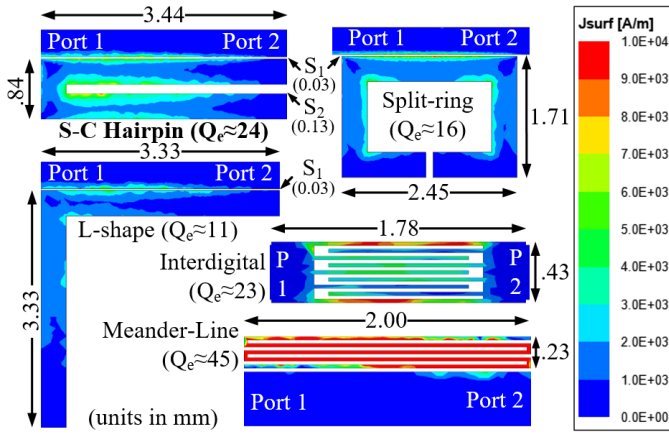 3.44
Port 1 Port 2
.84
S1
(0.03)
S2
(0.13)
S-C Hairpin (Qe≈24)
Port 1 Port 2
Split-ring
(Qe≈16)
1.71
2.45
3.33
Port 1 Port 2
S1
(0.03)
L-shape (Qe≈11)
3.33
1.78
Interdigital
(Qe≈23)
P
1
P
2
.43
Meander-Line
(Qe≈45)
2.00
.23
Port 1 Port 2
(units in mm)
Jsurf [A/m]
1.0E+04
9.0E+03
8.0E+03
7.0E+03
6.0E+03
5.0E+03
4.0E+03
3.0E+03
2.0E+03
1.0E+03
0.0E+00